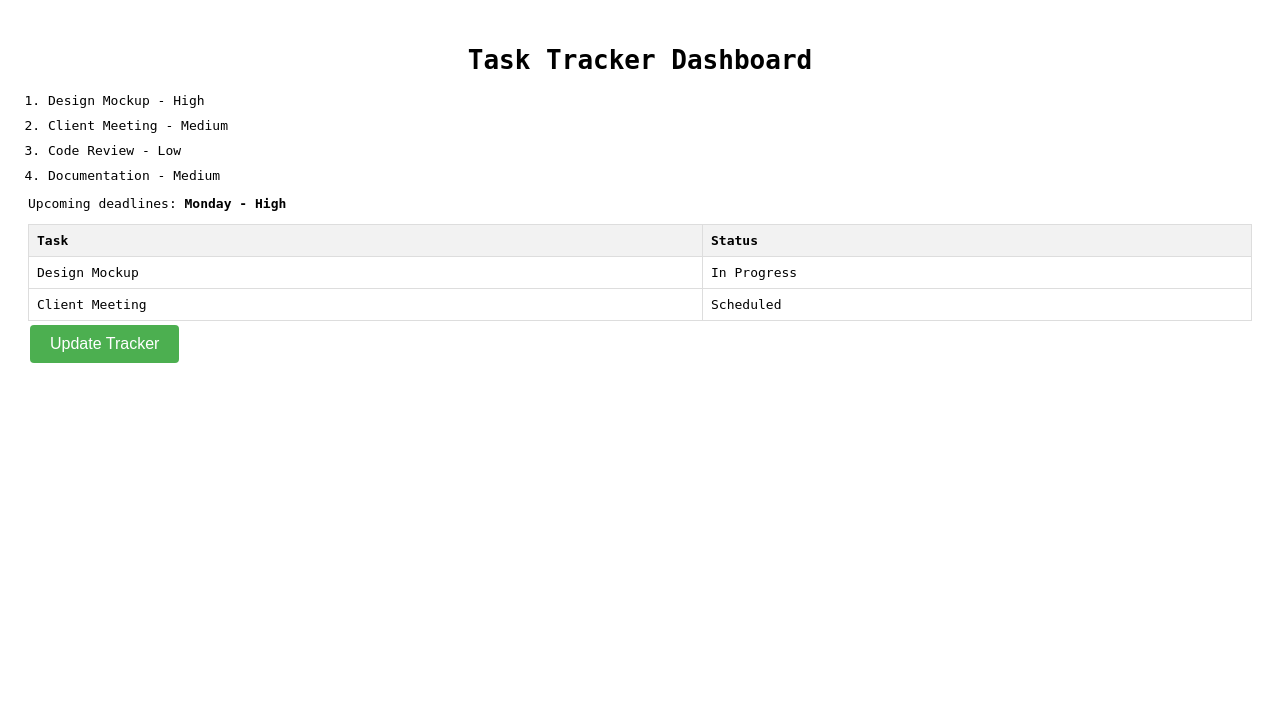 Task Tracker Dashboard
1. Design Mockup - High
2. Client Meeting - Medium
3. Code Review - Low
4. Documentation - Medium
Upcoming deadlines: Monday - High
Task Status
Design Mockup In Progress
Client Meeting Scheduled
Update Tracker